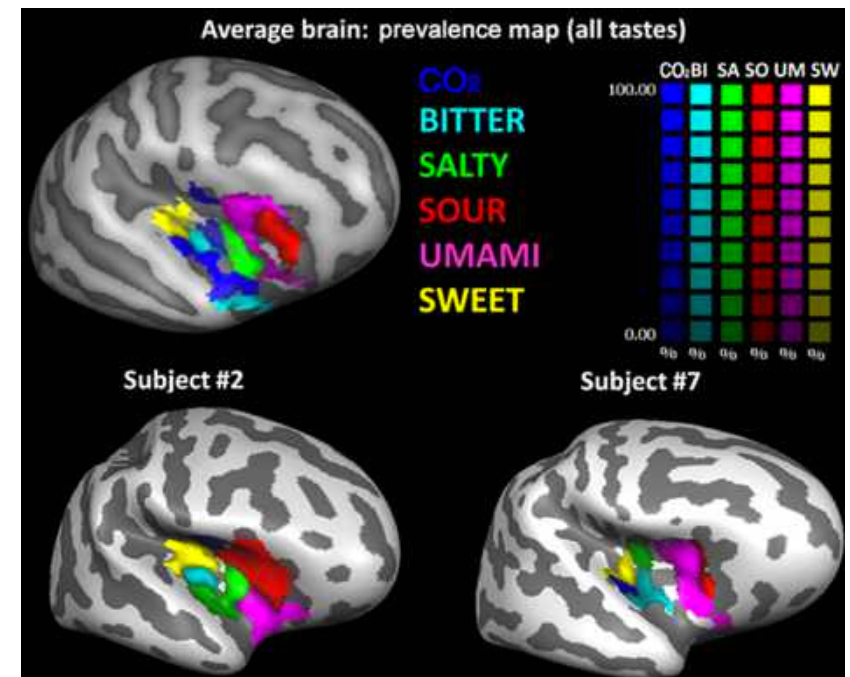 Average brain: prevalence map (all tastes)
CO₂
BITTER
SALTY
SOUR
UMAMI
SWEET
CO₂ BI SA SO UM SW
100.00
0.00
% % % % % %
Subject #2
Subject #7